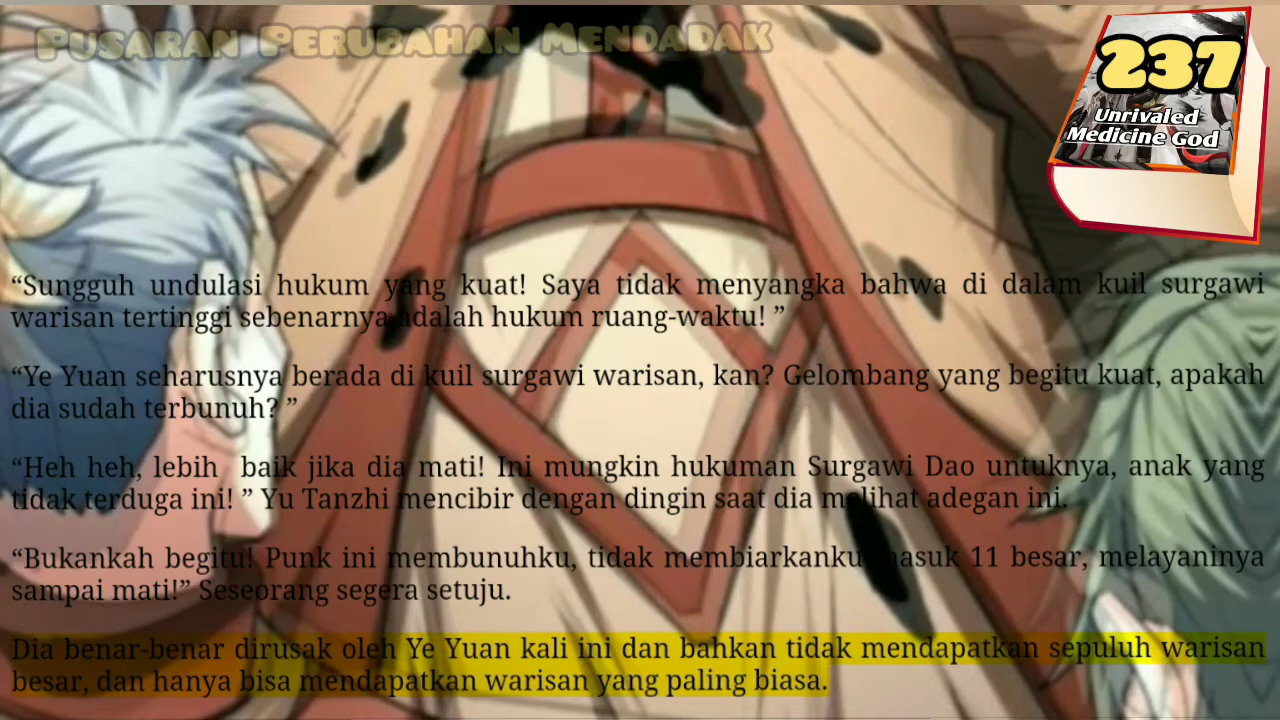 Pusaran Perubahan Mendadak
237
Unrivaled
Medicine God
“Sungguh undulasi hukum yang kuat! Saya tidak menyangka bahwa di dalam kuil surgawi
warisan tertinggi sebenarnya adalah hukum ruang-waktu! ”
“Ye Yuan seharusnya berada di kuil surgawi warisan, kan? Gelombang yang begitu kuat, apakah
dia sudah terbunuh? ”
“Heh heh, lebih baik jika dia mati! Ini mungkin hukuman Surgawi Dao untuknya, anak yang
tidak terduga ini! ” Yu Tanzhi mencibir dengan dingin saat dia melihat adegan ini.
“Bukankah begitu! Punk ini membunuhku, tidak membiarkanku masuk 11 besar, melayaninya
sampai mati!” Seseorang segera setuju.
Dia benar-benar dirusak oleh Ye Yuan kali ini dan bahkan tidak mendapatkan sepuluh warisan
besar, dan hanya bisa mendapatkan warisan yang paling biasa.